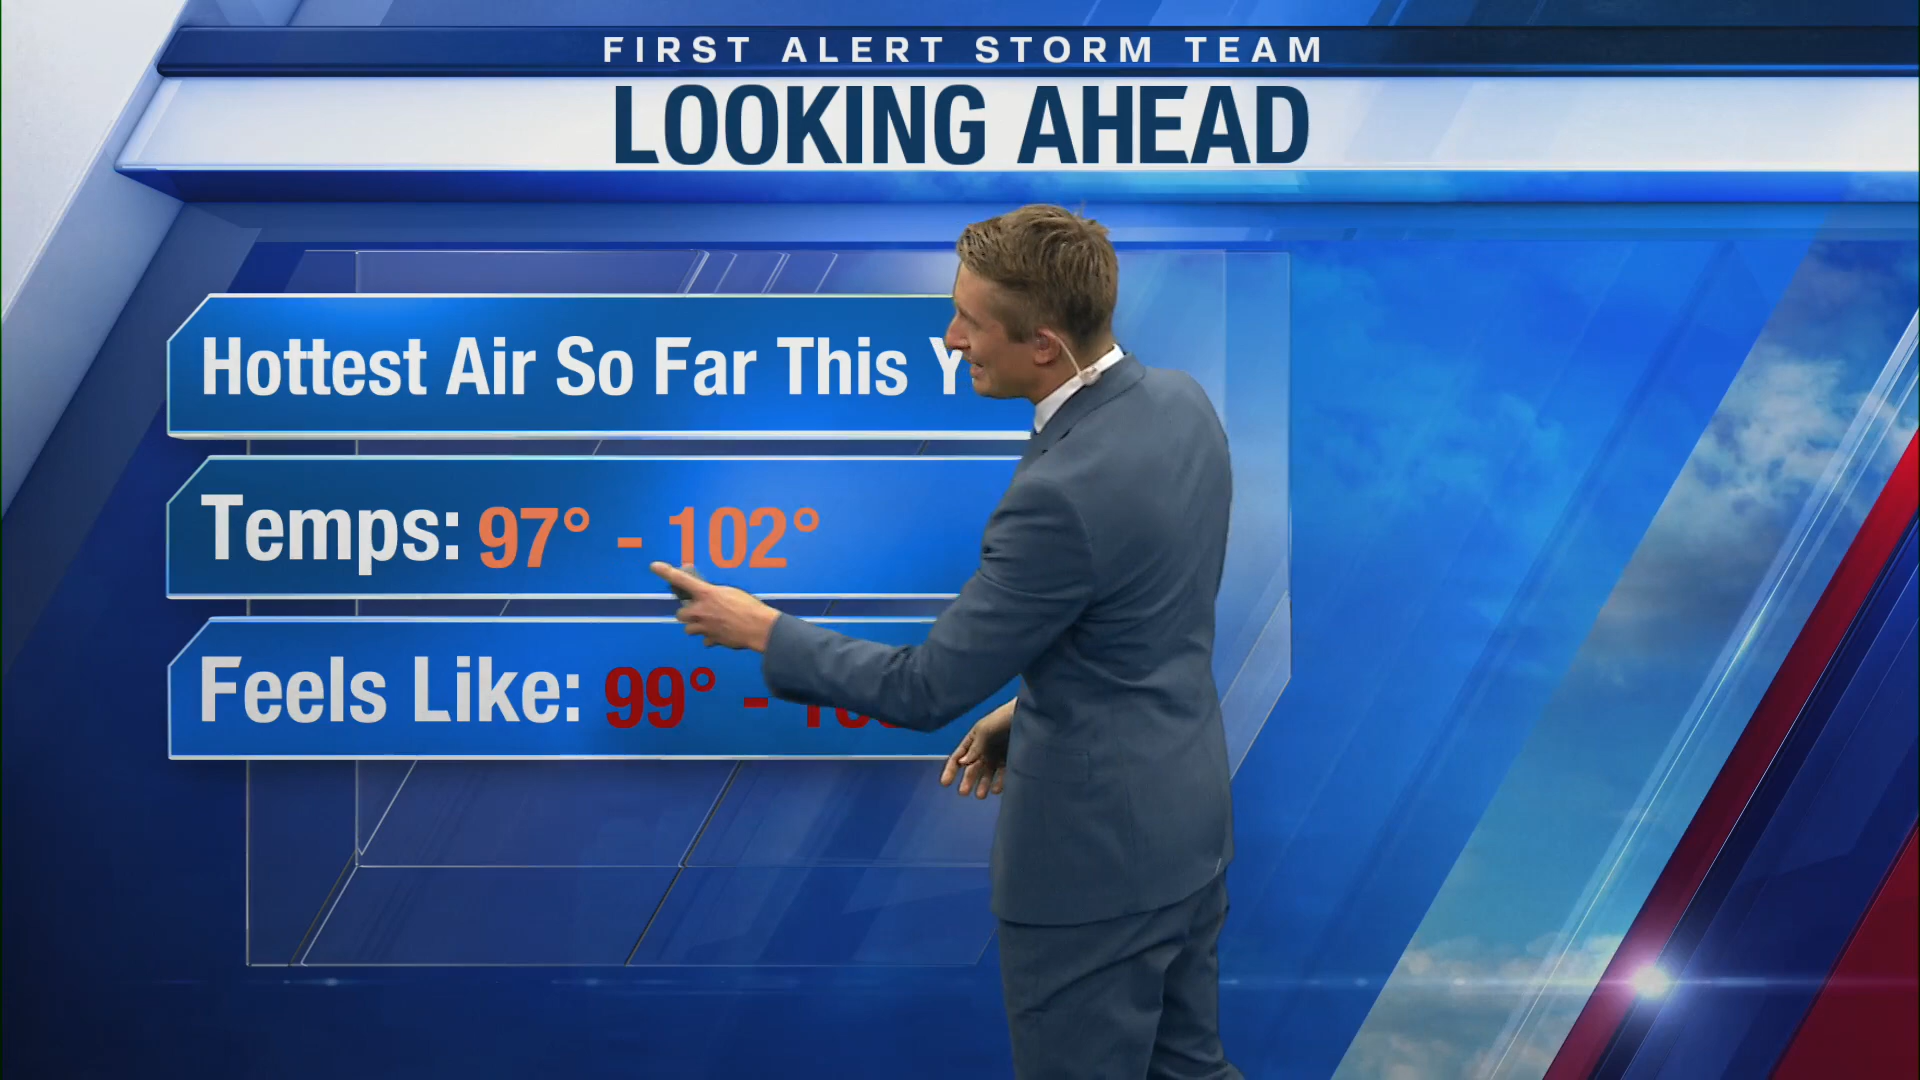 FIRST ALERT STORM TEAM
LOOKING AHEAD
Hottest Air So Far This
Temps: 97° - 102°
Feels Like: 99° -